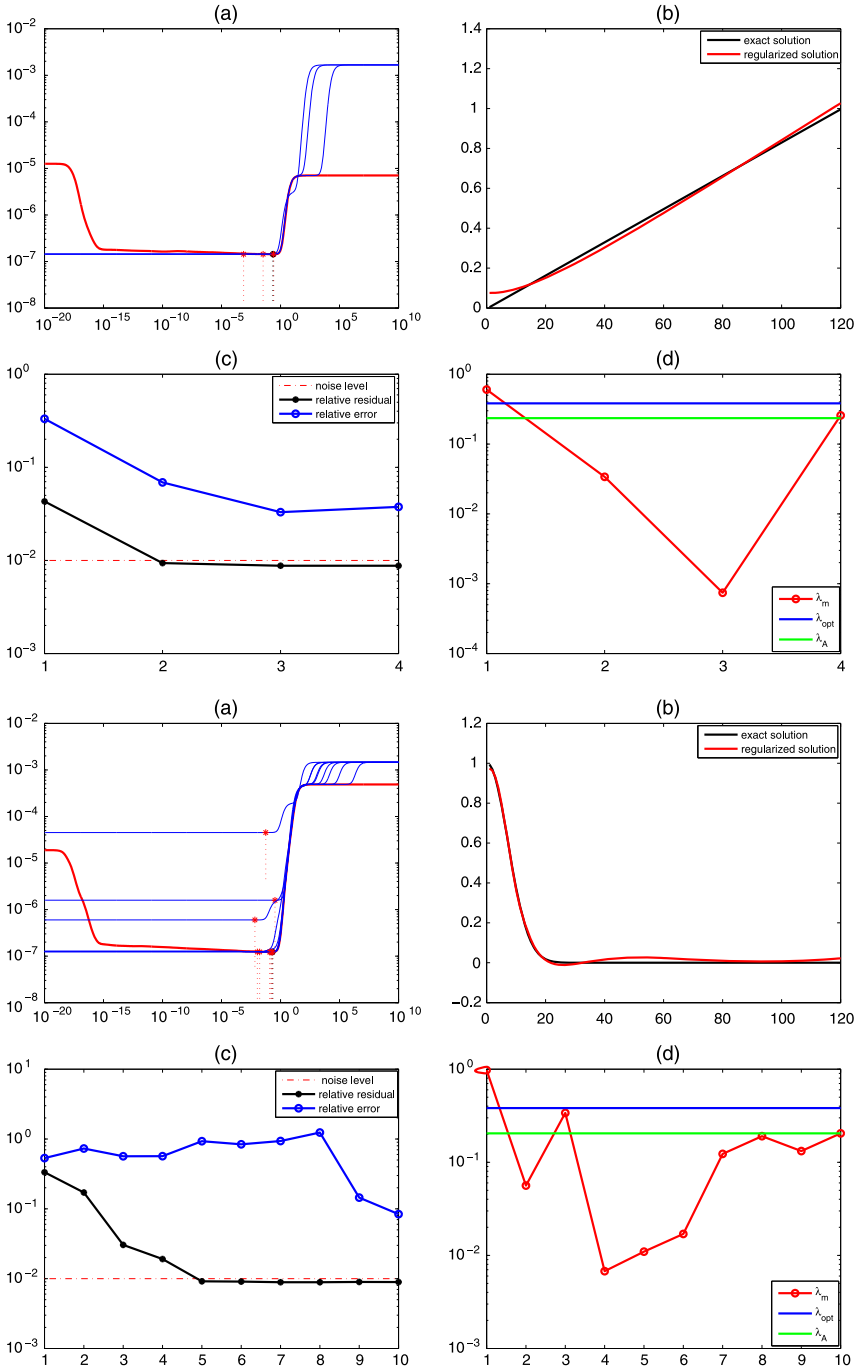 (a)
10^-2
10^-3
10^-4
10^-5
10^-6
10^-7
10^-8
10^-20 10^-15 10^-10 10^-5 10^0 10^5 10^10
(b)
1.4
1.2
1
0.8
0.6
0.4
0.2
0
0 20 40 60 80 100 120
exact solution
regularized solution
(c)
10^0
10^-1
10^-2
10^-3
1 2 3 4
noise level
relative residual
relative error
(d)
10^0
10^-1
10^-2
10^-3
10^-4
1 2 3 4
λ_m
λ_opt
λ_A
(a)
10^-2
10^-3
10^-4
10^-5
10^-6
10^-7
10^-8
10^-20 10^-15 10^-10 10^-5 10^0 10^5 10^10
(b)
1.2
1
0.8
0.6
0.4
0.2
0
-0.2
0 20 40 60 80 100 120
exact solution
regularized solution
(c)
10^1
10^0
10^-1
10^-2
10^-3
1 2 3 4 5 6 7 8 9 10
noise level
relative residual
relative error
(d)
10^0
10^-1
10^-2
10^-3
1 2 3 4 5 6 7 8 9 10
λ_m
λ_opt
λ_A